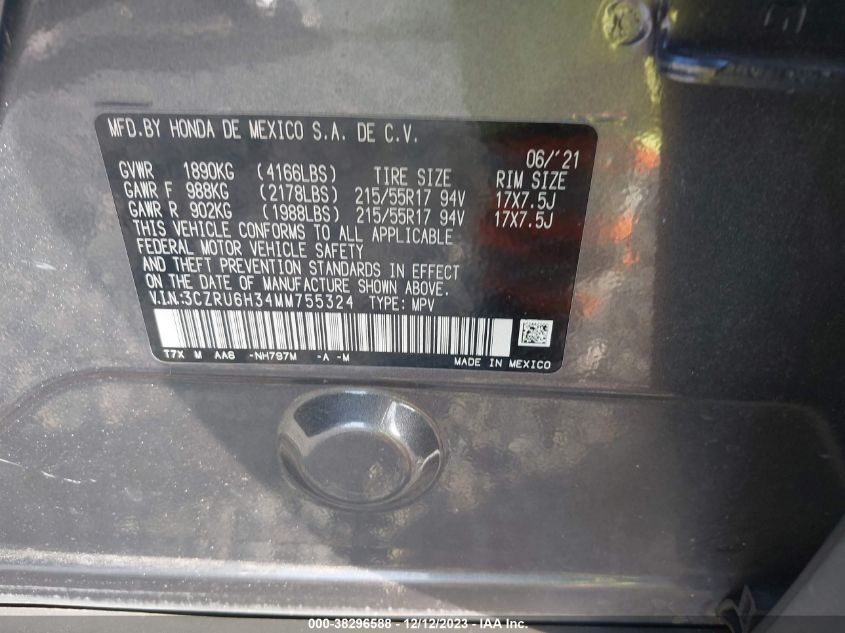 MFD.BY HONDA DE MEXICO S.A. DE C.V.
06/'21
GVWR 1890KG (4166LBS) TIRE SIZE RIM SIZE
GAWR F 988KG (2178LBS) 215/55R17 94V 17X7.5J
GAWR R 902KG (1988LBS) 215/55R17 94V 17X7.5J
THIS VEHICLE CONFORMS TO ALL APPLICABLE
FEDERAL MOTOR VEHICLE SAFETY
AND THEFT PREVENTION STANDARDS IN EFFECT
ON THE DATE OF MANUFACTURE SHOWN ABOVE.
V.I.N:3CZRU6H34MM755324 TYPE: MPV
T7X M AA6 -NH797M -A -M MADE IN MEXICO
000-38296588 - 12/12/2023 - IAA Inc.